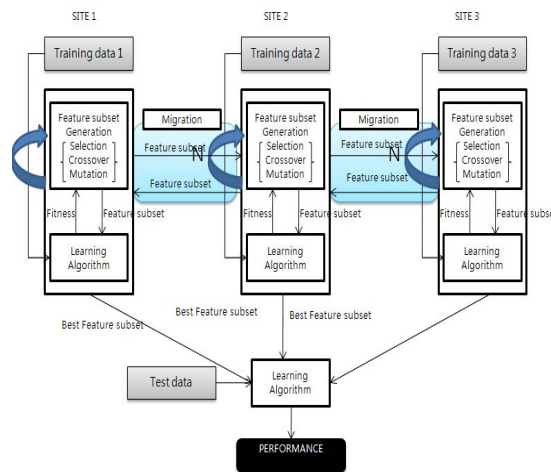 SITE 1
SITE 2
SITE 3
Training data 1
Training data 2
Training data 3
Feature subset
Generation
Selection
Crossover
Mutation
Migration
Feature subset
N
Feature subset
Feature subset
Generation
Selection
Crossover
Mutation
Migration
Feature subset
N
Feature subset
Feature subset
Generation
Selection
Crossover
Mutation
Fitness
Feature subset
Fitness
Feature subset
Fitness
Feature subse
Learning
Algorithm
Learning
Algorithm
Learning
Algorithm
Best Feature subset
Best Feature subset
Best Feature subset
Test data
Learning
Algorithm
PERFORMANCE